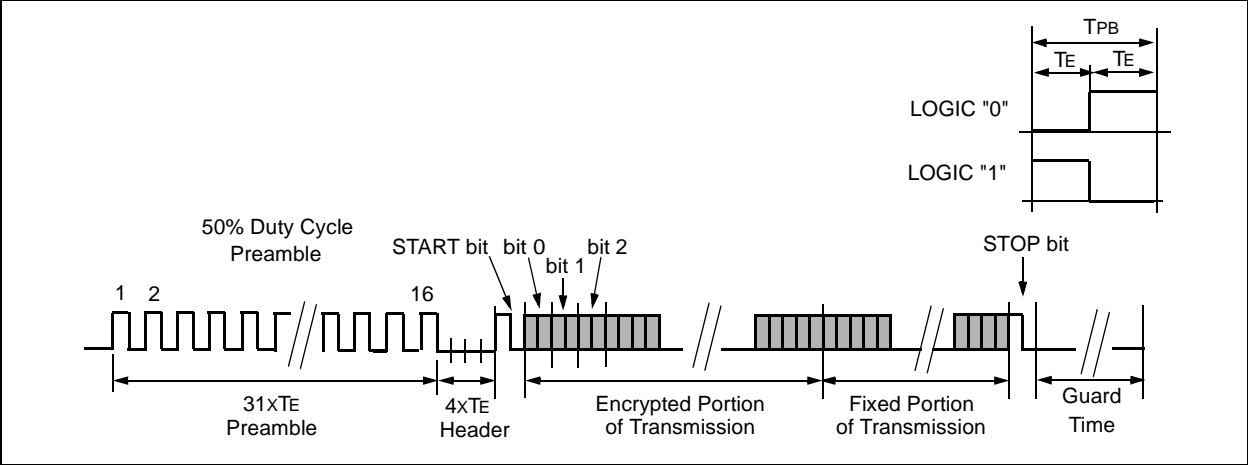 TPB
TE TE
LOGIC "0"
LOGIC "1"
50% Duty Cycle
Preamble
START bit bit 0 bit 1 bit 2
STOP bit
1 2 16
31XTE
Preamble
4XTE
Header
Encrypted Portion
of Transmission
Fixed Portion
of Transmission
Guard
Time